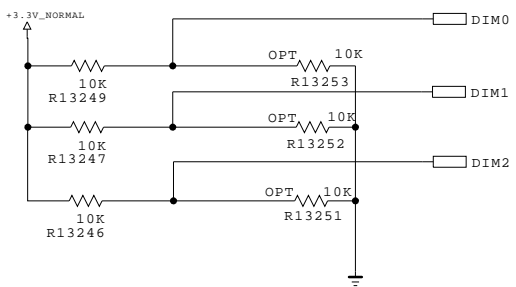 +3.3V_NORMAL
DIM0
OPT 10K
10K
R13253
R13249
DIM1
OPT 10K
10K
R13252
R13247
DIM2
OPT 10K
10K
R13251
R13246